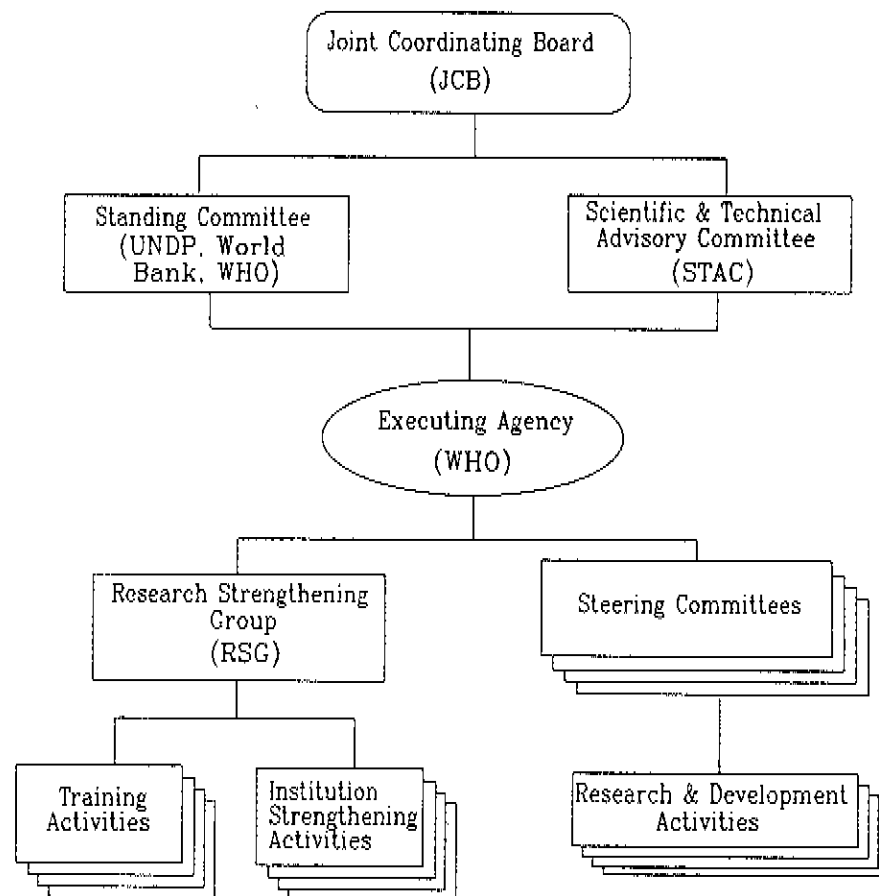 Joint Coordinating Board
(JCB)
Standing Committee
(UNDP, World
Bank, WHO)
Scientific & Technical
Advisory Committee
(STAC)
Executing Agency
(WHO)
Research Strengthening
Group
(RSG)
Steering Committees
Training
Activities
Institution
Strengthening
Activities
Research & Development
Activities